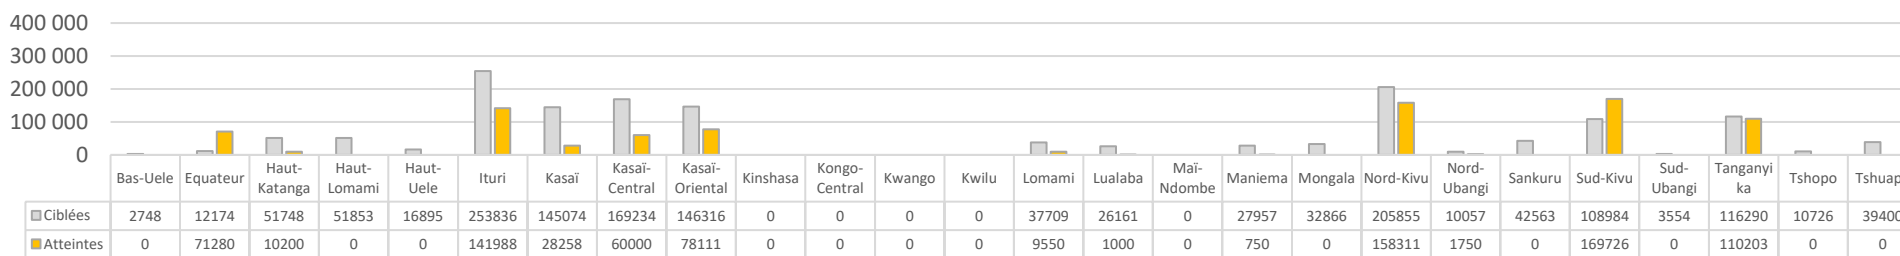 400 000
300 000
200 000
100 000
0
Bas-Uele Equateur Haut-Katanga Haut-Lomami Haut-Uele Ituri Kasaï Kasaï-Central Kasaï-Oriental Kinshasa Kongo-Central Kwango Kwilu Lomami Lualaba Maï-Ndombe Maniema Mongala Nord-Kivu Nord-Ubangi Sankuru Sud-Kivu Sud-Ubangi Tanganyika Tshopo Tshuap
Ciblées 2748 12174 51748 51853 16895 253836 145074 169234 146316 0 0 0 0 37709 26161 0 27957 32866 205855 10057 42563 108984 3554 116290 10726 39400
Atteintes 0 71280 10200 0 0 141988 28258 60000 78111 0 0 0 0 9550 1000 0 750 0 158311 1750 0 169726 0 110203 0 0